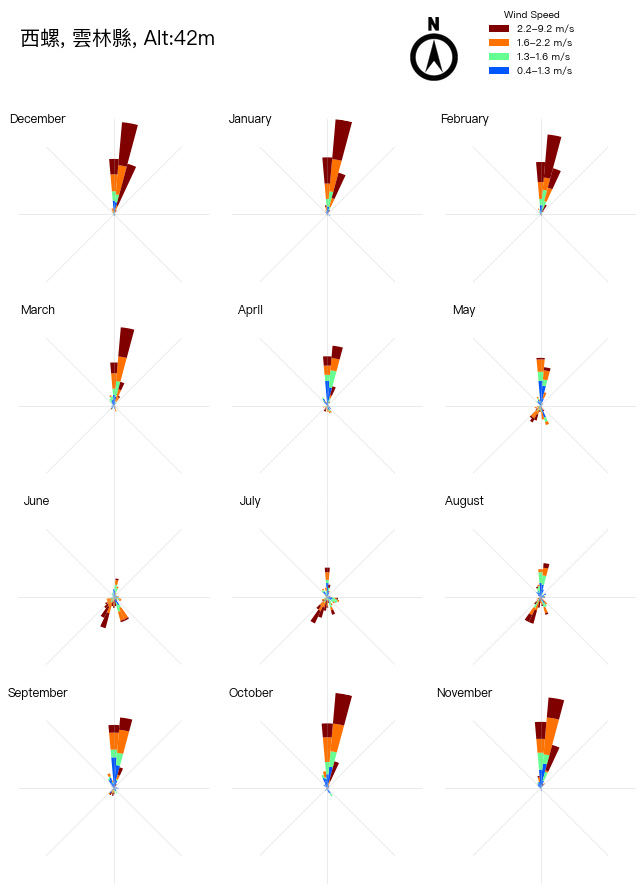 西螺, 雲林縣, Alt:42m
N
Wind Speed
2.2–9.2 m/s
1.6–2.2 m/s
1.3–1.6 m/s
0.4–1.3 m/s
December
January
February
March
April
May
June
July
August
September
October
November